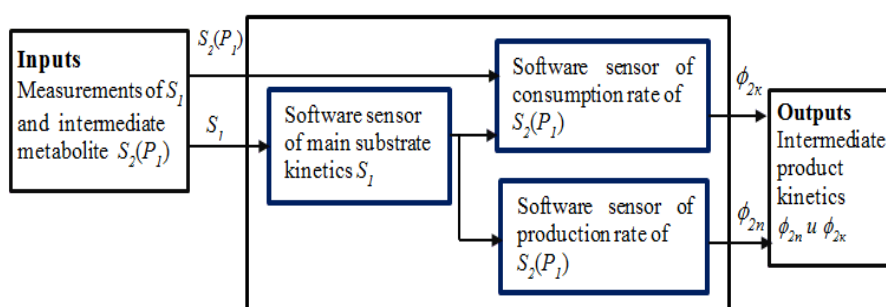 Inputs
Measurements of S₁
and intermediate
metabolite S₂(P₁)
S₂(P₁)
S₁
Software sensor
of main substrate
kinetics S₁
Software sensor of
consumption rate of
S₂(P₁)
Software sensor of
production rate of
S₂(P₁)
ϕ₂ₖ
ϕ₂ₙ
Outputs
Intermediate
product
kinetics
ϕ₂ₙ u ϕ₂ₖ